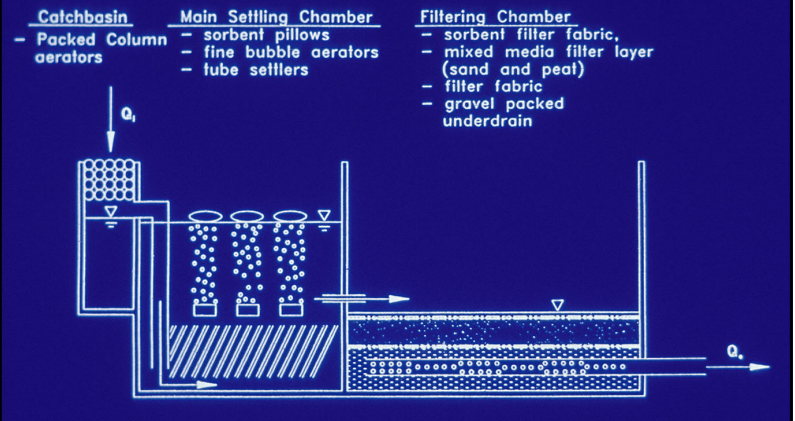 Catchbasin
- Packed Column
aerators
Main Settling Chamber
- sorbent pillows
- fine bubble aerators
- tube settlers
Filtering Chamber
- sorbent filter fabric,
- mixed media filter layer
(sand and peat)
- filter fabric
- gravel packed
underdrain
Qi
Qo